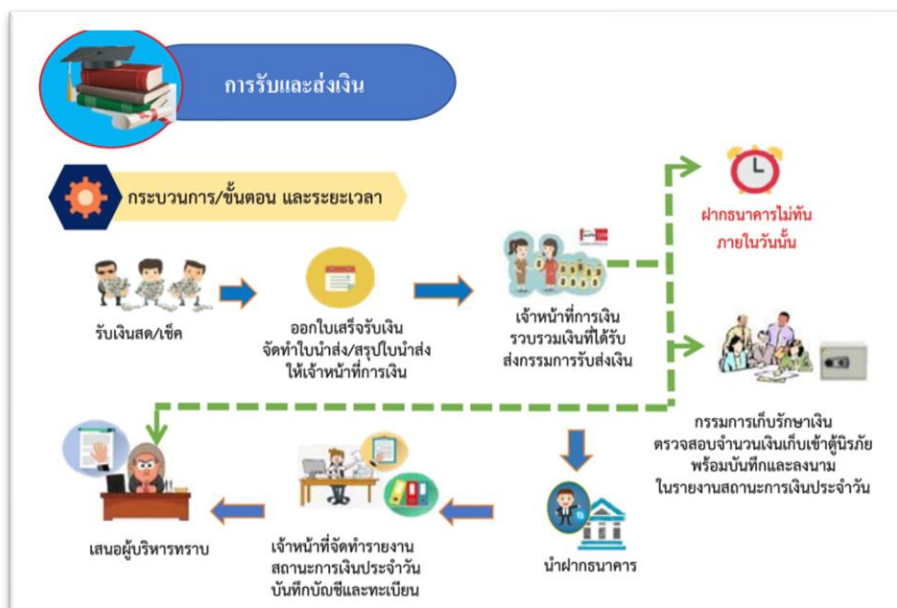 การรับและส่งเงิน
กระบวนการ/ขั้นตอน และระยะเวลา
ฝากธนาคารไม่ทัน
ภายในวันนั้น
รับเงินสด/เช็ค
ออกใบเสร็จรับเงิน
จัดทำใบนำส่ง/สรุปใบนำส่ง
ให้เจ้าหน้าที่การเงิน
เจ้าหน้าที่การเงิน
รวบรวมเงินที่ได้รับ
ส่งกรรมการรับส่งเงิน
กรรมการเก็บรักษาเงิน
ตรวจสอบจำนวนเงินเก็บเข้าตู้นิรภัย
พร้อมบันทึกและลงนาม
ในรายงานสถานะการเงินประจำวัน
เสนอผู้บริหารทราบ
เจ้าหน้าที่จัดทำรายงาน
สถานะการเงินประจำวัน
บันทึกบัญชีและทะเบียน
นำฝากธนาคาร